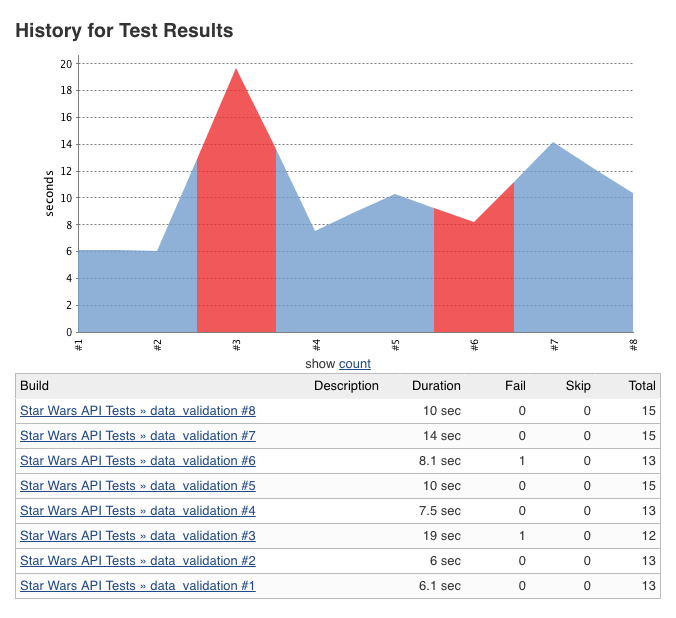 History for Test Results
20
18
16
14
12
10
8
6
4
2
0
seconds
#1 #2 #3 #4 #5 #6 #7 #8
show count
Build Description Duration Fail Skip Total
Star Wars API Tests » data_validation #8 10 sec 0 0 15
Star Wars API Tests » data_validation #7 14 sec 0 0 15
Star Wars API Tests » data_validation #6 8.1 sec 1 0 13
Star Wars API Tests » data_validation #5 10 sec 0 0 15
Star Wars API Tests » data_validation #4 7.5 sec 0 0 13
Star Wars API Tests » data_validation #3 19 sec 1 0 12
Star Wars API Tests » data_validation #2 6 sec 0 0 13
Star Wars API Tests » data_validation #1 6.1 sec 0 0 13